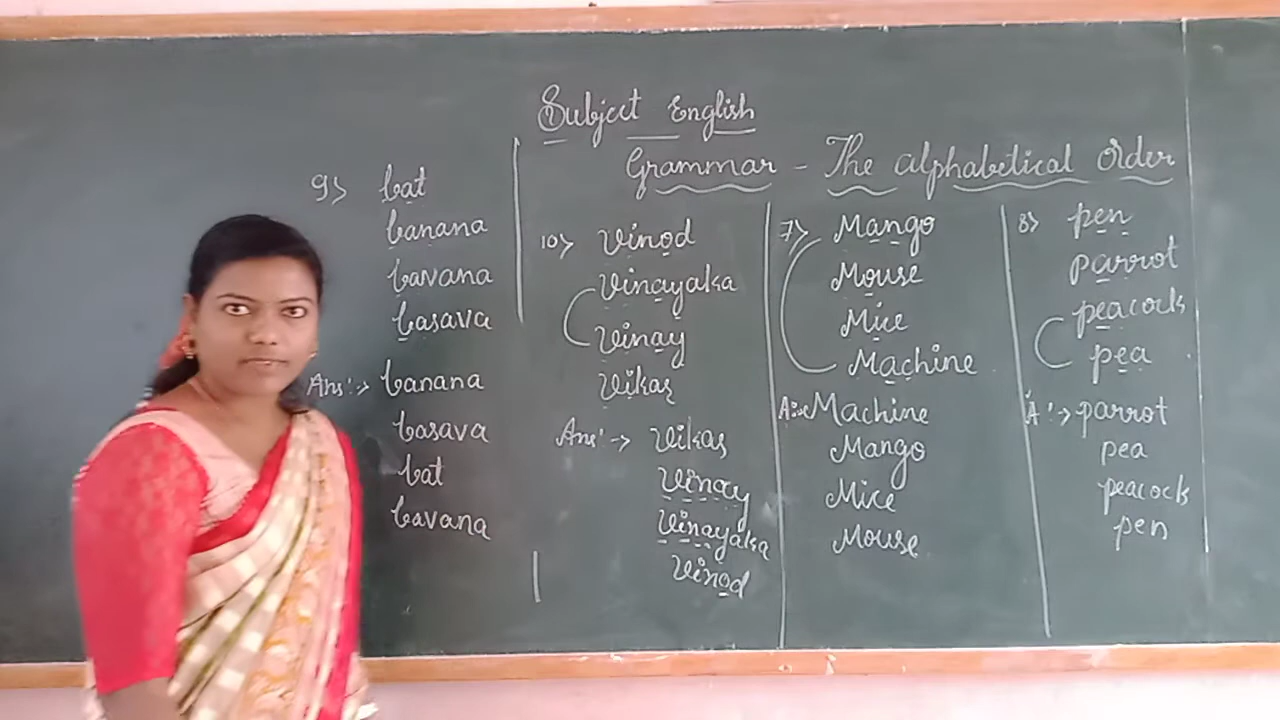 Subject English
Grammar - The alphabetical Order
9> bat
banana
bavana
basava
Ans:-> banana
basava
bat
bavana
10> Vinod
Vinayaka
Vinay
Vikas
Ans:-> Vikas
Vinay
Vinayaka
Vinod
7> Mango
Mouse
Mice
Machine
A:- Machine
Mango
Mice
Mouse
8> pen
parrot
peacock
pea
A:-> parrot
pea
peacock
pen